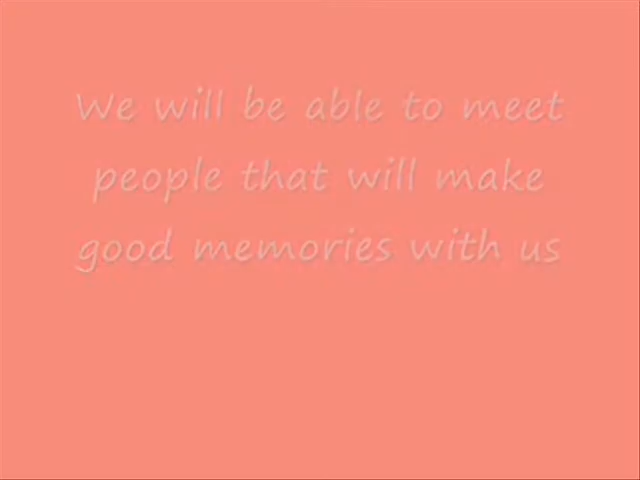 We will be able to meet
people that will make
good memories with us